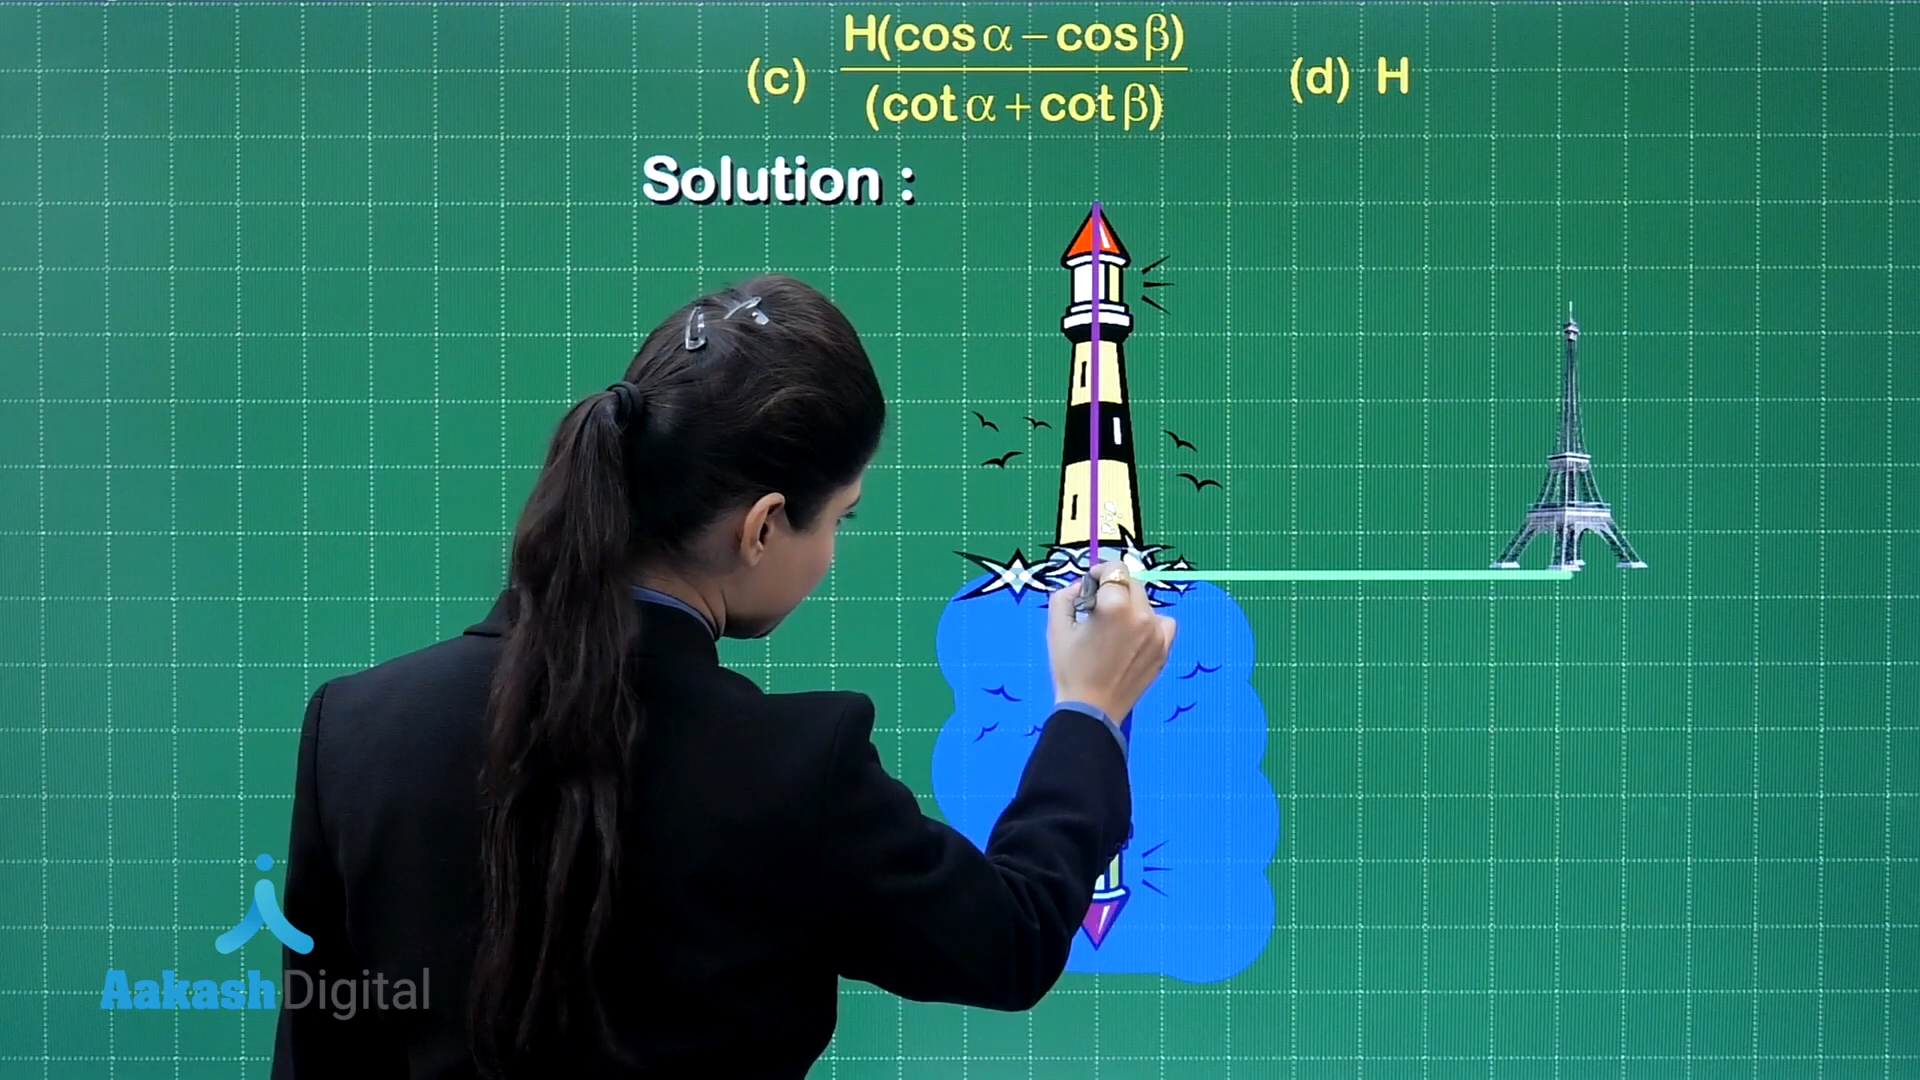 (c) H(cos α − cos β) / (cot α + cot β) (d) H
Solution :
Aakash Digital